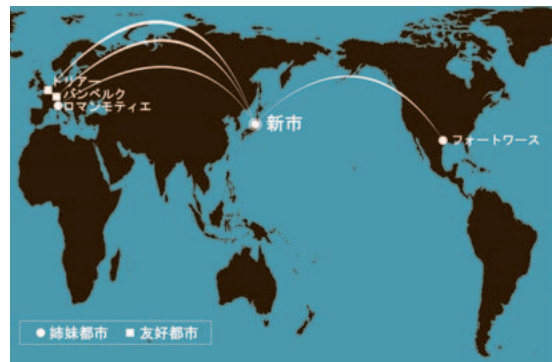 トリアー
バンベルク
ロマンモティエ
新市
フォートワース
姉妹都市
友好都市